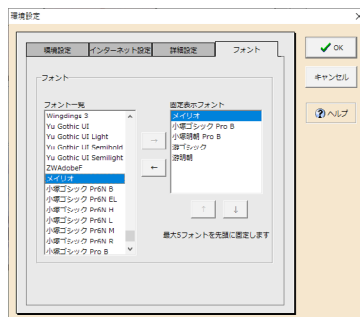 環境設定
環境設定 インターネット設定 詳細設定 フォント
OK
キャンセル
ヘルプ
フォント
フォント一覧
Wingdings 3
Yu Gothic UI
Yu Gothic UI Light
Yu Gothic UI Semibold
Yu Gothic UI Semilight
ZWAdobeF
メイリオ
小塚ゴシック Pr6N B
小塚ゴシック Pr6N EL
小塚ゴシック Pr6N H
小塚ゴシック Pr6N L
小塚ゴシック Pr6N M
小塚ゴシック Pr6N R
小塚ゴシック Pro B
→
←
固定表示フォント
メイリオ
小塚ゴシック Pro B
小塚明朝 Pro B
游ゴシック
游明朝
↑ ↓
最大5フォントを先頭に固定します